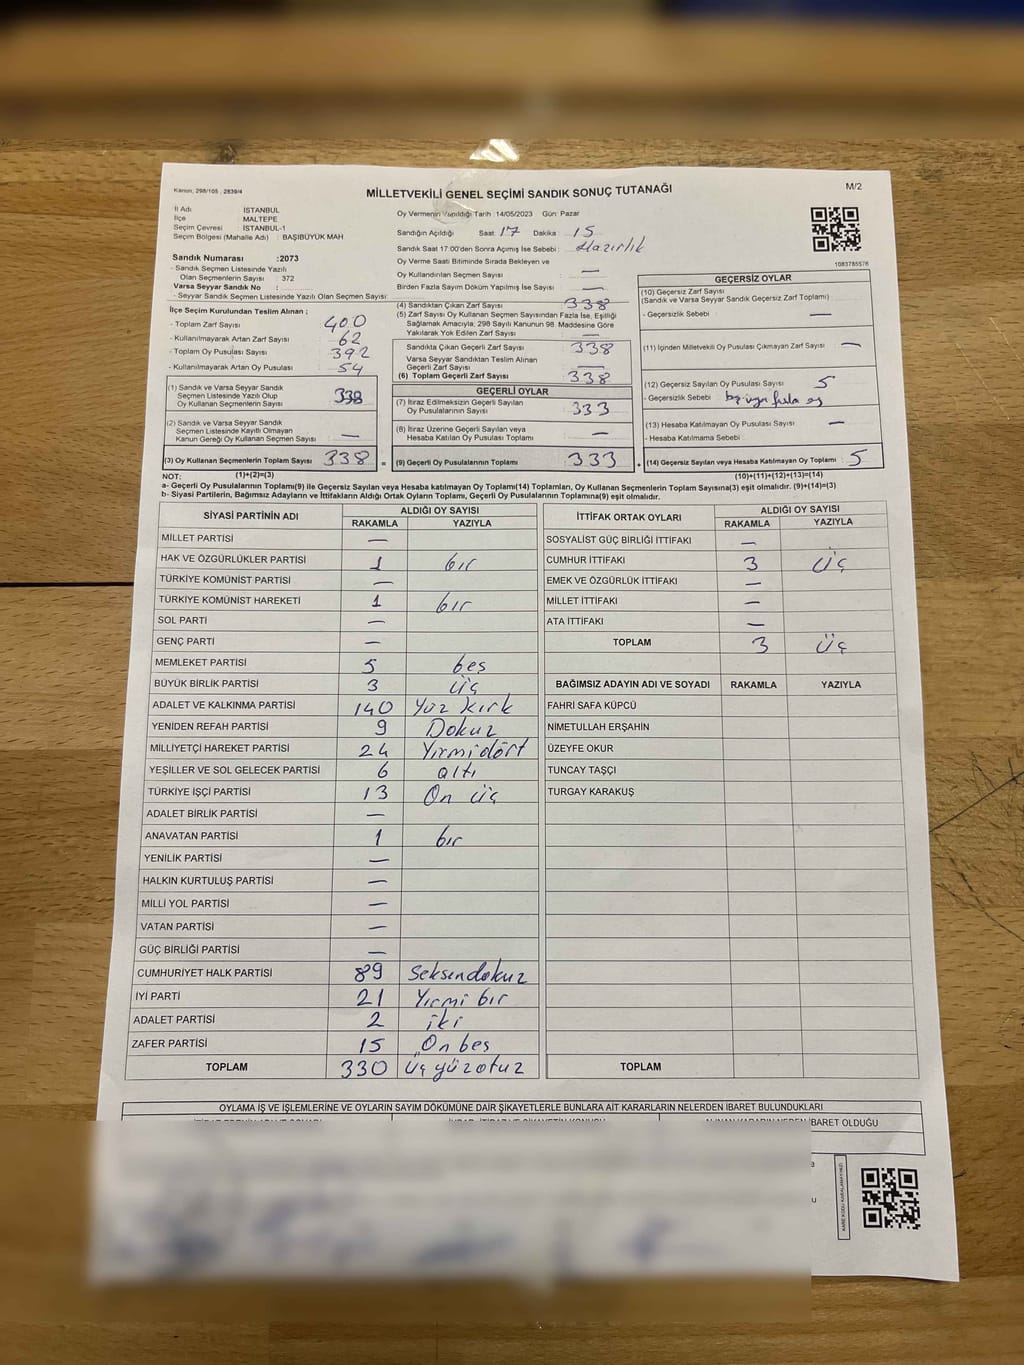 Kanun; 298/105 , 2839/4
MİLLETVEKİLİ GENEL SEÇİMİ SANDIK SONUÇ TUTANAĞI
M/2
İl Adı : İSTANBUL
İlçe : MALTEPE
Seçim Çevresi : İSTANBUL-1
Seçim Bölgesi (Mahalle Adı) : BAŞIBÜYÜK MAH
Sandık Numarası :2073
- Sandık Seçmen Listesinde Yazılı
Olan Seçmenlerin Sayısı : 372
Varsa Seyyar Sandık No :
- Seyyar Sandık Seçmen Listesinde Yazılı Olan Seçmen Sayısı:
Oy Vermenin Yapıldığı Tarih :14/05/2023 Gün: Pazar
Sandığın Açıldığı Saat: 17 Dakika : 15
Sandık Saat 17:00'den Sonra Açımış İse Sebebi : Hazırlık
Oy Verme Saati Bitiminde Sırada Bekleyen ve
Oy Kullandırılan Seçmen Sayısı : —
Birden Fazla Sayım Döküm Yapılmış İse Sayısı : —
1083785576
İlçe Seçim Kurulundan Teslim Alınan ;
- Toplam Zarf Sayısı : 400
- Kullanılmayarak Artan Zarf Sayısı : 62
- Toplam Oy Pusulası Sayısı : 392
- Kullanılmayarak Artan Oy Pusulası : 54
(1) Sandık ve Varsa Seyyar Sandık
Seçmen Listesinde Yazılı Olup
Oy Kullanan Seçmenlerin Sayısı : 338
(2) Sandık ve Varsa Seyyar Sandık
Seçmen Listesinde Kayıtlı Olmayan
Kanun Gereği Oy Kullanan Seçmen Sayısı : —
(3) Oy Kullanan Seçmenlerin Toplam Sayısı : 338
(4) Sandıktan Çıkan Zarf Sayısı : 338
(5) Zarf Sayısı Oy Kullanan Seçmen Sayısından Fazla İse, Eşitliği
Sağlamak Amacıyla; 298 Sayılı Kanunun 98. Maddesine Göre
Yakılarak Yok Edilen Zarf Sayısı : —
Sandıkta Çıkan Geçerli Zarf Sayısı : 338
Varsa Seyyar Sandıktan Teslim Alınan
Geçerli Zarf Sayısı : —
(6) Toplam Geçerli Zarf Sayısı : 338
GEÇERLİ OYLAR
(7) İtiraz Edilmeksizin Geçerli Sayılan
Oy Pusulalarının Sayısı : 333
(8) İtiraz Üzerine Geçerli Sayılan veya
Hesaba Katılan Oy Pusulası Toplamı : —
= (9) Geçerli Oy Pusulalarının Toplamı : 333
GEÇERSİZ OYLAR
(10) Geçersiz Zarf Sayısı
(Sandık ve Varsa Seyyar Sandık Geçersiz Zarf Toplamı)
- Geçersizlik Sebebi : —
(11) İçinden Milletvekili Oy Pusulası Çıkmayan Zarf Sayısı : —
(12) Geçersiz Sayılan Oy Pusulası Sayısı : 5
- Geçersizlik Sebebi :
(13) Hesaba Katılmayan Oy Pusulası Sayısı : —
- Hesaba Katılmama Sebebi :
+ (14) Geçersiz Sayılan veya Hesaba Katılmayan Oy Toplamı : 5
NOT: (1)+(2)=(3) (10)+(11)+(12)+(13)=(14)
a- Geçerli Oy Pusulalarının Toplamı(9) ile Geçersiz Sayılan veya Hesaba Katılmayan Oy Toplamı(14) Toplamları, Oy Kullanan Seçmenlerin Toplam Sayısına(3) eşit olmalıdır. (9)+(14)=(3)
b- Siyasi Partilerin, Bağımsız Adayların ve İttifakların Aldığı Ortak Oyların Toplamı, Geçerli Oy Pusulalarının Toplamına(9) eşit olmalıdır.
SİYASİ PARTİNİN ADI ALDIĞI OY SAYISI
RAKAMLA YAZIYLA
MİLLET PARTİSİ —
HAK VE ÖZGÜRLÜKLER PARTİSİ 1 bir
TÜRKİYE KOMÜNİST PARTİSİ —
TÜRKİYE KOMÜNİST HAREKETİ 1 bir
SOL PARTİ —
GENÇ PARTİ —
MEMLEKET PARTİSİ 5 beş
BÜYÜK BİRLİK PARTİSİ 3 üç
ADALET VE KALKINMA PARTİSİ 140 Yüz kırk
YENİDEN REFAH PARTİSİ 9 Dokuz
MİLLİYETÇİ HAREKET PARTİSİ 24 Yirmidört
YEŞİLLER VE SOL GELECEK PARTİSİ 6 altı
TÜRKİYE İŞÇİ PARTİSİ 13 On üç
ADALET BİRLİK PARTİSİ —
ANAVATAN PARTİSİ 1 bir
YENİLİK PARTİSİ —
HALKIN KURTULUŞ PARTİSİ —
MİLLİ YOL PARTİSİ —
VATAN PARTİSİ —
GÜÇ BİRLİĞİ PARTİSİ —
CUMHURİYET HALK PARTİSİ 89 Seksendokuz
İYİ PARTİ 21 Yirmi bir
ADALET PARTİSİ 2 iki
ZAFER PARTİSİ 15 On beş
TOPLAM 330 üç yüz otuz
İTTİFAK ORTAK OYLARI ALDIĞI OY SAYISI
RAKAMLA YAZIYLA
SOSYALİST GÜÇ BİRLİĞİ İTTİFAKI —
CUMHUR İTTİFAKI 3 üç
EMEK VE ÖZGÜRLÜK İTTİFAKI —
MİLLET İTTİFAKI —
ATA İTTİFAKI —
TOPLAM 3 üç
BAĞIMSIZ ADAYIN ADI VE SOYADI RAKAMLA YAZIYLA
FAHRİ SAFA KÜPCÜ
NİMETULLAH ERŞAHİN
ÜZEYFE OKUR
TUNCAY TAŞÇI
TURGAY KARAKUŞ
TOPLAM
OYLAMA İŞ VE İŞLEMLERİNE VE OYLARIN SAYIM DÖKÜMÜNE DAİR ŞİKAYETLERLE BUNLARA AİT KARARLARIN NELERDEN İBARET BULUNDUKLARI
İBARET OLDUĞU